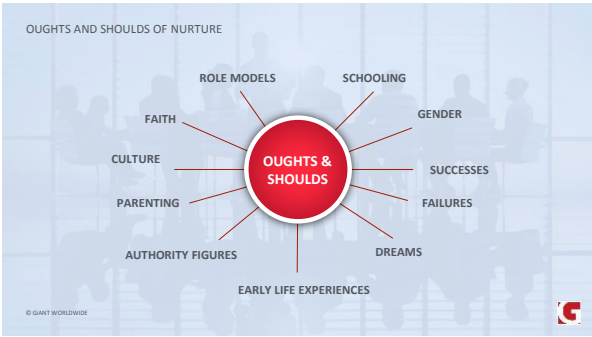 OUGHTS AND SHOULDS OF NURTURE
ROLE MODELS
SCHOOLING
FAITH
GENDER
CULTURE
OUGHTS &
SHOULDS
SUCCESSES
PARENTING
FAILURES
AUTHORITY FIGURES
DREAMS
EARLY LIFE EXPERIENCES
© GIANT WORLDWIDE
G